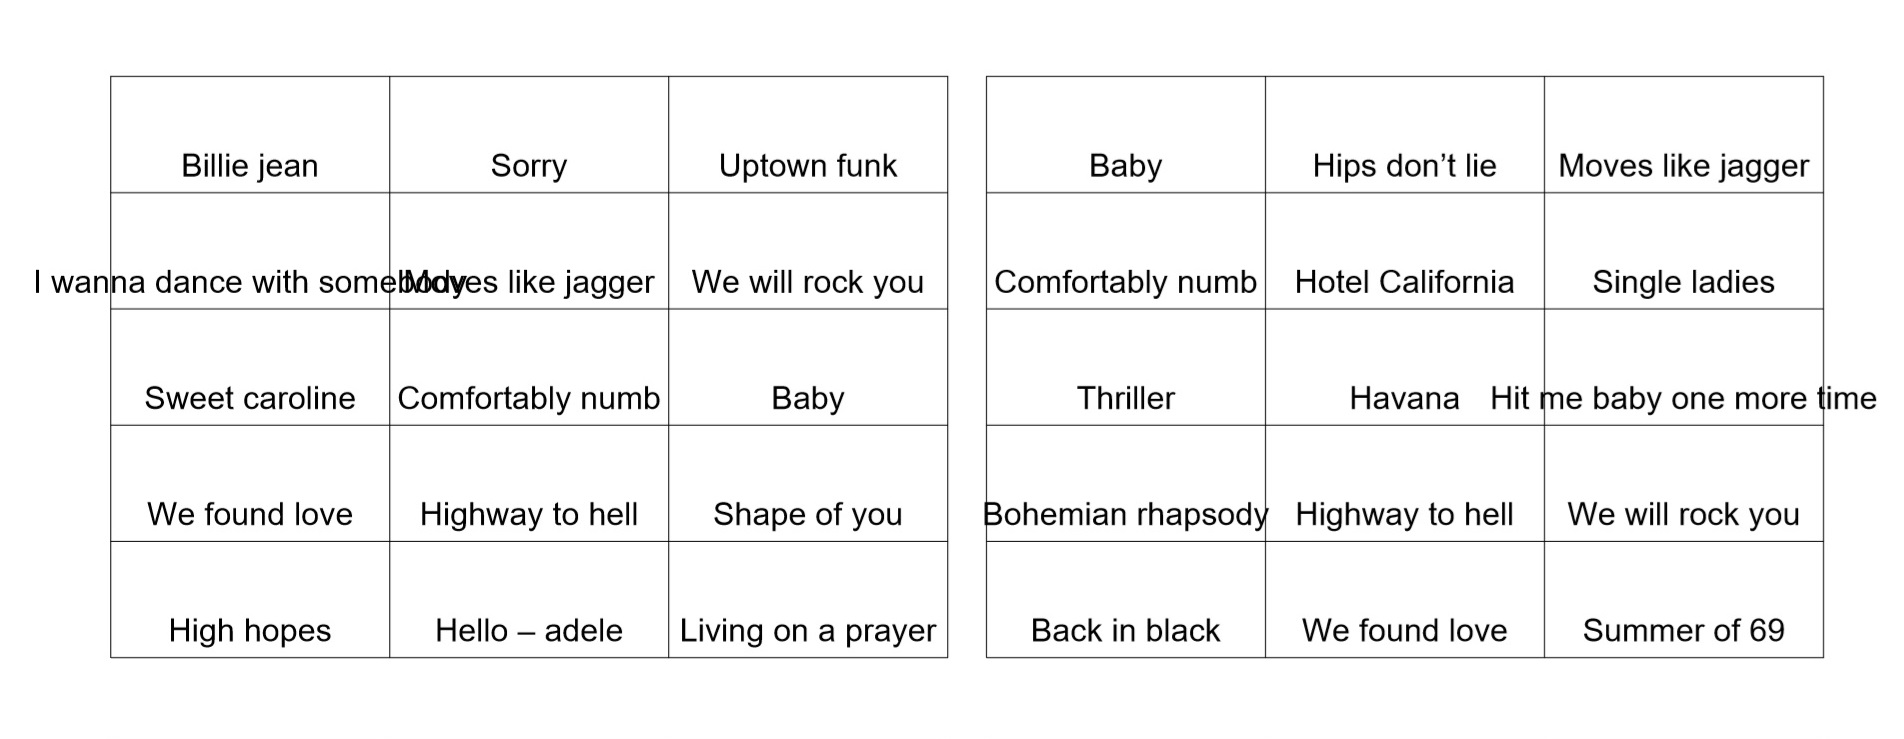 Billie jean
Sorry
Uptown funk
I wanna dance with somebody
Moves like jagger
We will rock you
Sweet caroline
Comfortably numb
Baby
We found love
Highway to hell
Shape of you
High hopes
Hello – adele
Living on a prayer
Baby
Hips don’t lie
Moves like jagger
Comfortably numb
Hotel California
Single ladies
Thriller
Havana
Hit me baby one more time
Bohemian rhapsody
Highway to hell
We will rock you
Back in black
We found love
Summer of 69